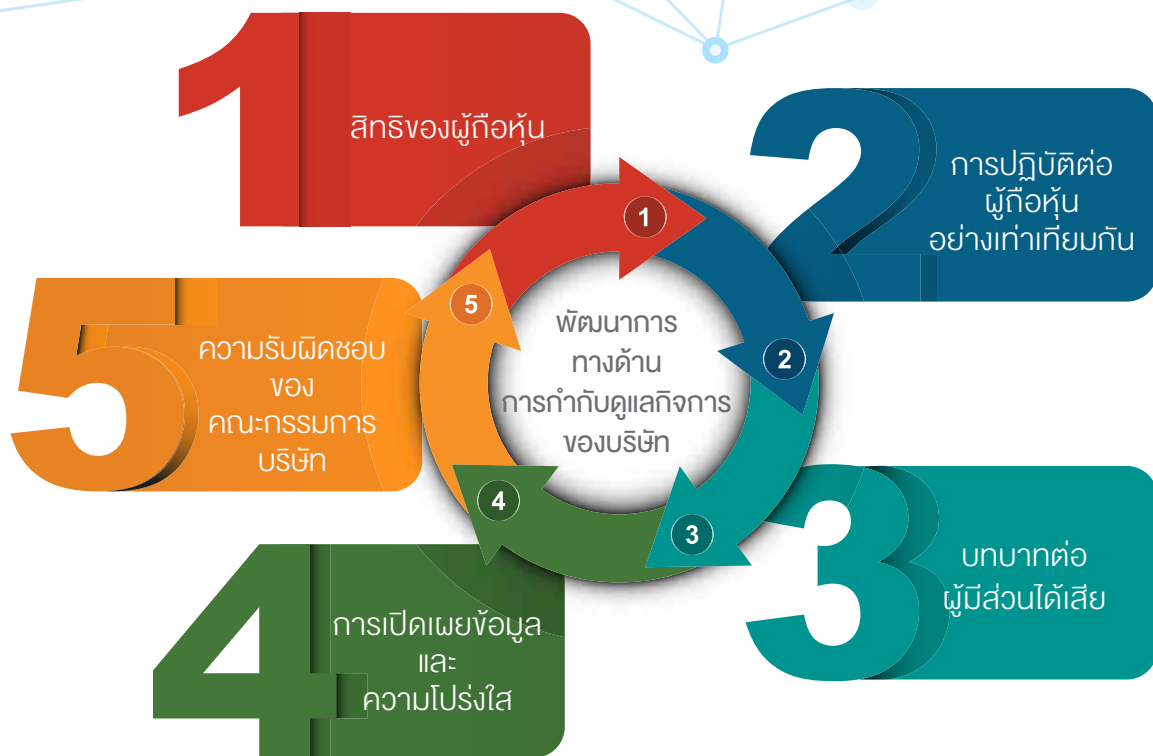 1
สิทธิของผู้ถือหุ้น
2
การปฏิบัติต่อ
ผู้ถือหุ้น
อย่างเท่าเทียมกัน
3
บทบาทต่อ
ผู้มีส่วนได้เสีย
4
การเปิดเผยข้อมูล
และ
ความโปร่งใส
5
ความรับผิดชอบ
ของ
คณะกรรมการ
บริษัท
1
2
3
4
5
พัฒนาการ
ทางด้าน
การกำกับดูแลกิจการ
ของบริษัท